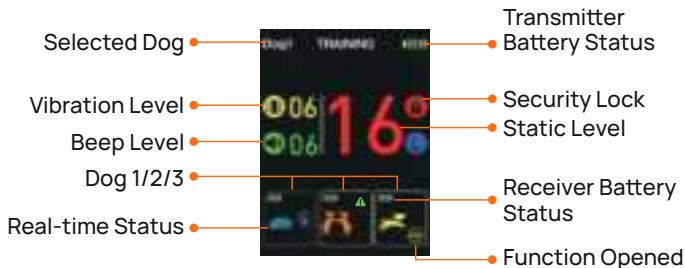 Transmitter
Selected Dog
Dog1 TRAINING
Battery Status
Vibration Level
06
16
Security Lock
Static Level
Beep Level
06
Dog 1/2/3
Receiver Battery
Status
Real-time Status
Function Opened